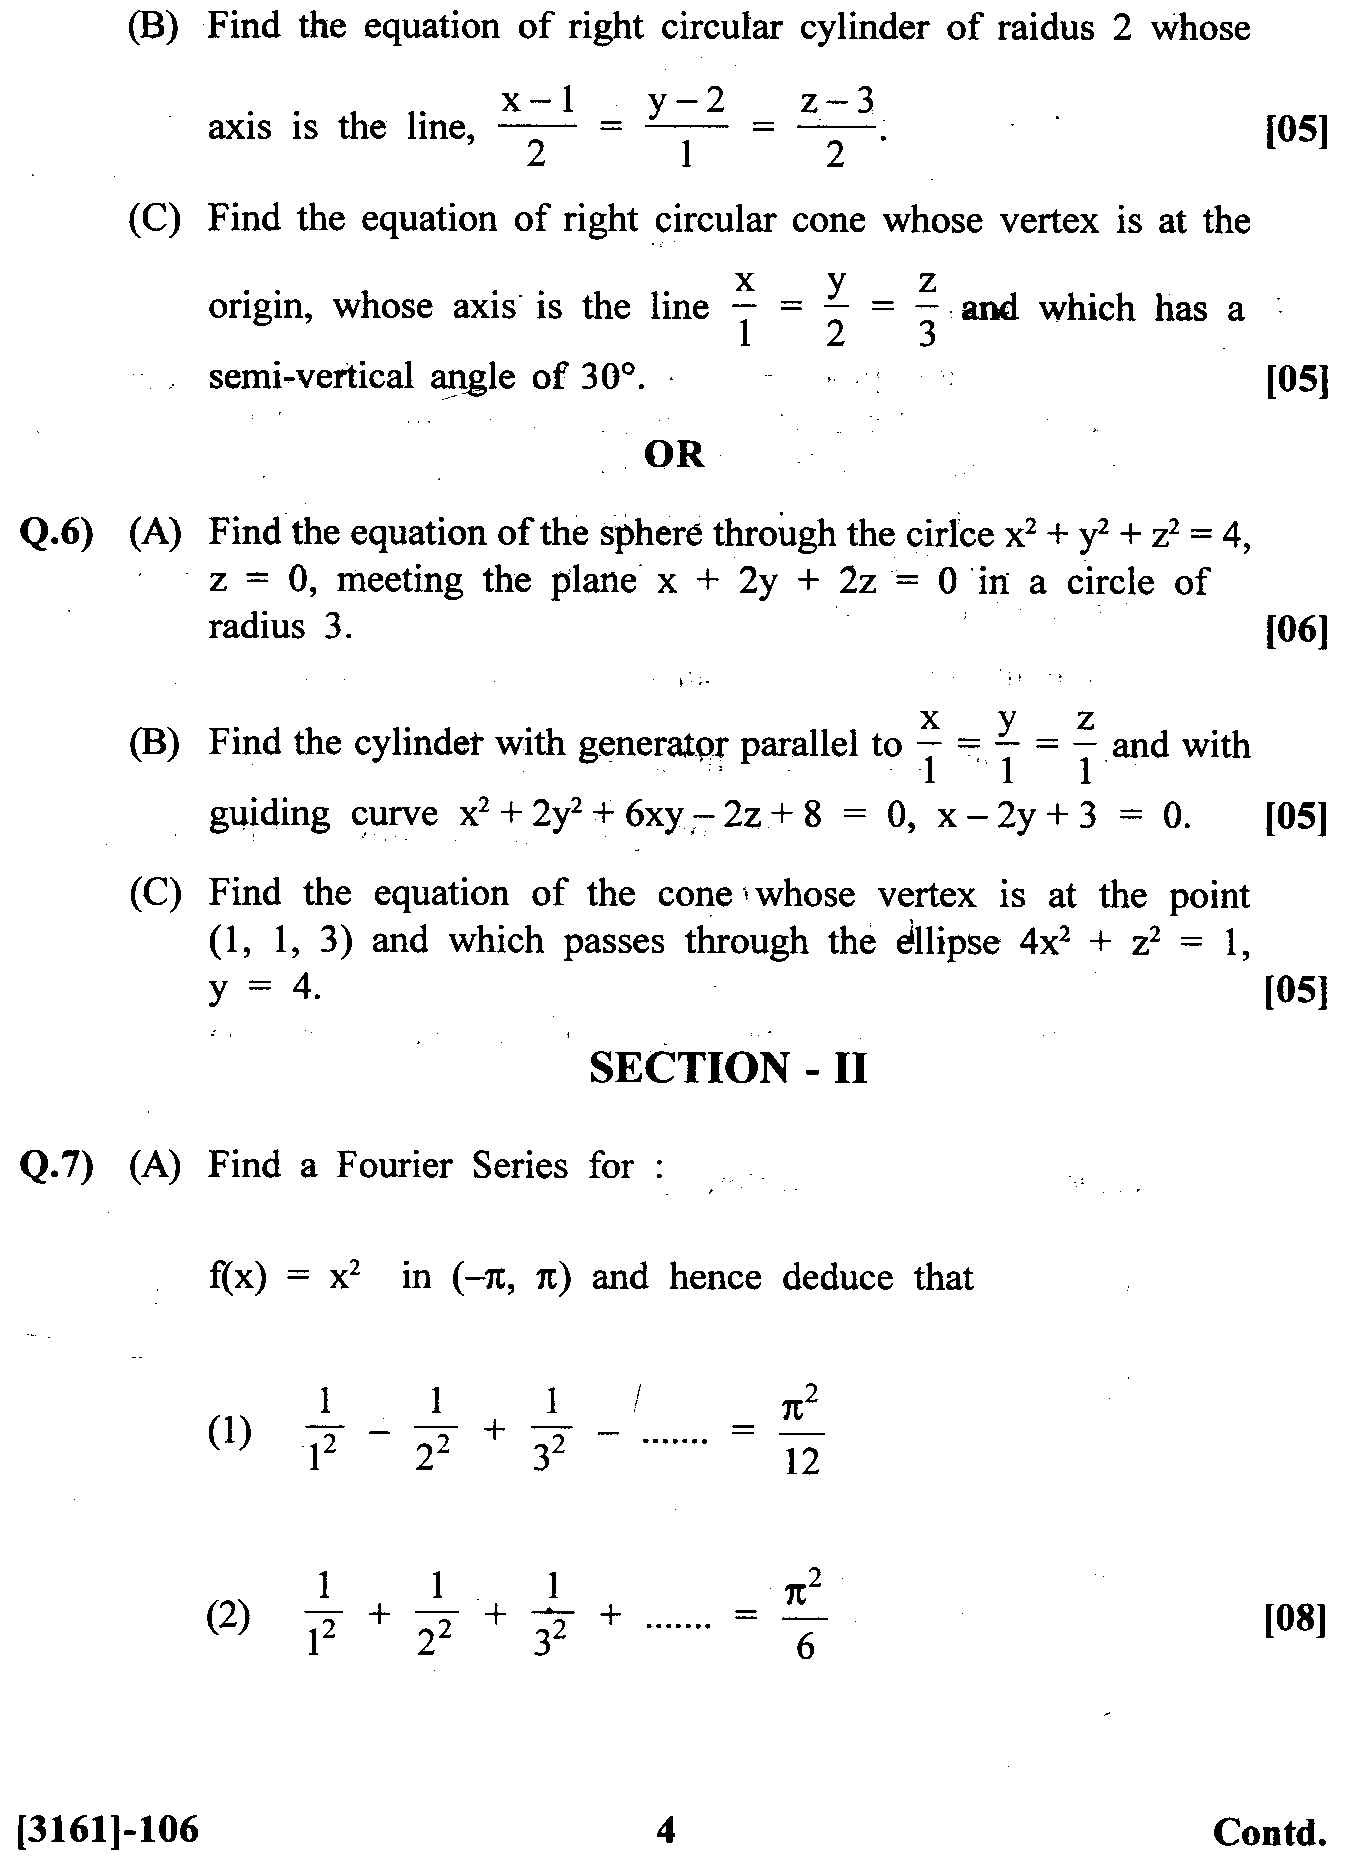 (B) Find the equation of right circular cylinder of raidus 2 whose
axis is the line, (x – 1)/2 = (y – 2)/1 = (z – 3)/2. [05]
(C) Find the equation of right circular cone whose vertex is at the
origin, whose axis is the line x/1 = y/2 = z/3 and which has a
semi-vertical angle of 30°. [05]
OR
Q.6) (A) Find the equation of the sphere through the cirlce x² + y² + z² = 4,
z = 0, meeting the plane x + 2y + 2z = 0 in a circle of
radius 3. [06]
(B) Find the cylinder with generator parallel to x/1 = y/1 = z/1 and with
guiding curve x² + 2y² + 6xy – 2z + 8 = 0, x – 2y + 3 = 0. [05]
(C) Find the equation of the cone whose vertex is at the point
(1, 1, 3) and which passes through the ellipse 4x² + z² = 1,
y = 4. [05]
SECTION - II
Q.7) (A) Find a Fourier Series for :
f(x) = x² in (–π, π) and hence deduce that
(1) 1/1² – 1/2² + 1/3² – ....... = π²/12
(2) 1/1² + 1/2² + 1/3² + ....... = π²/6 [08]
[3161]-106 4 Contd.